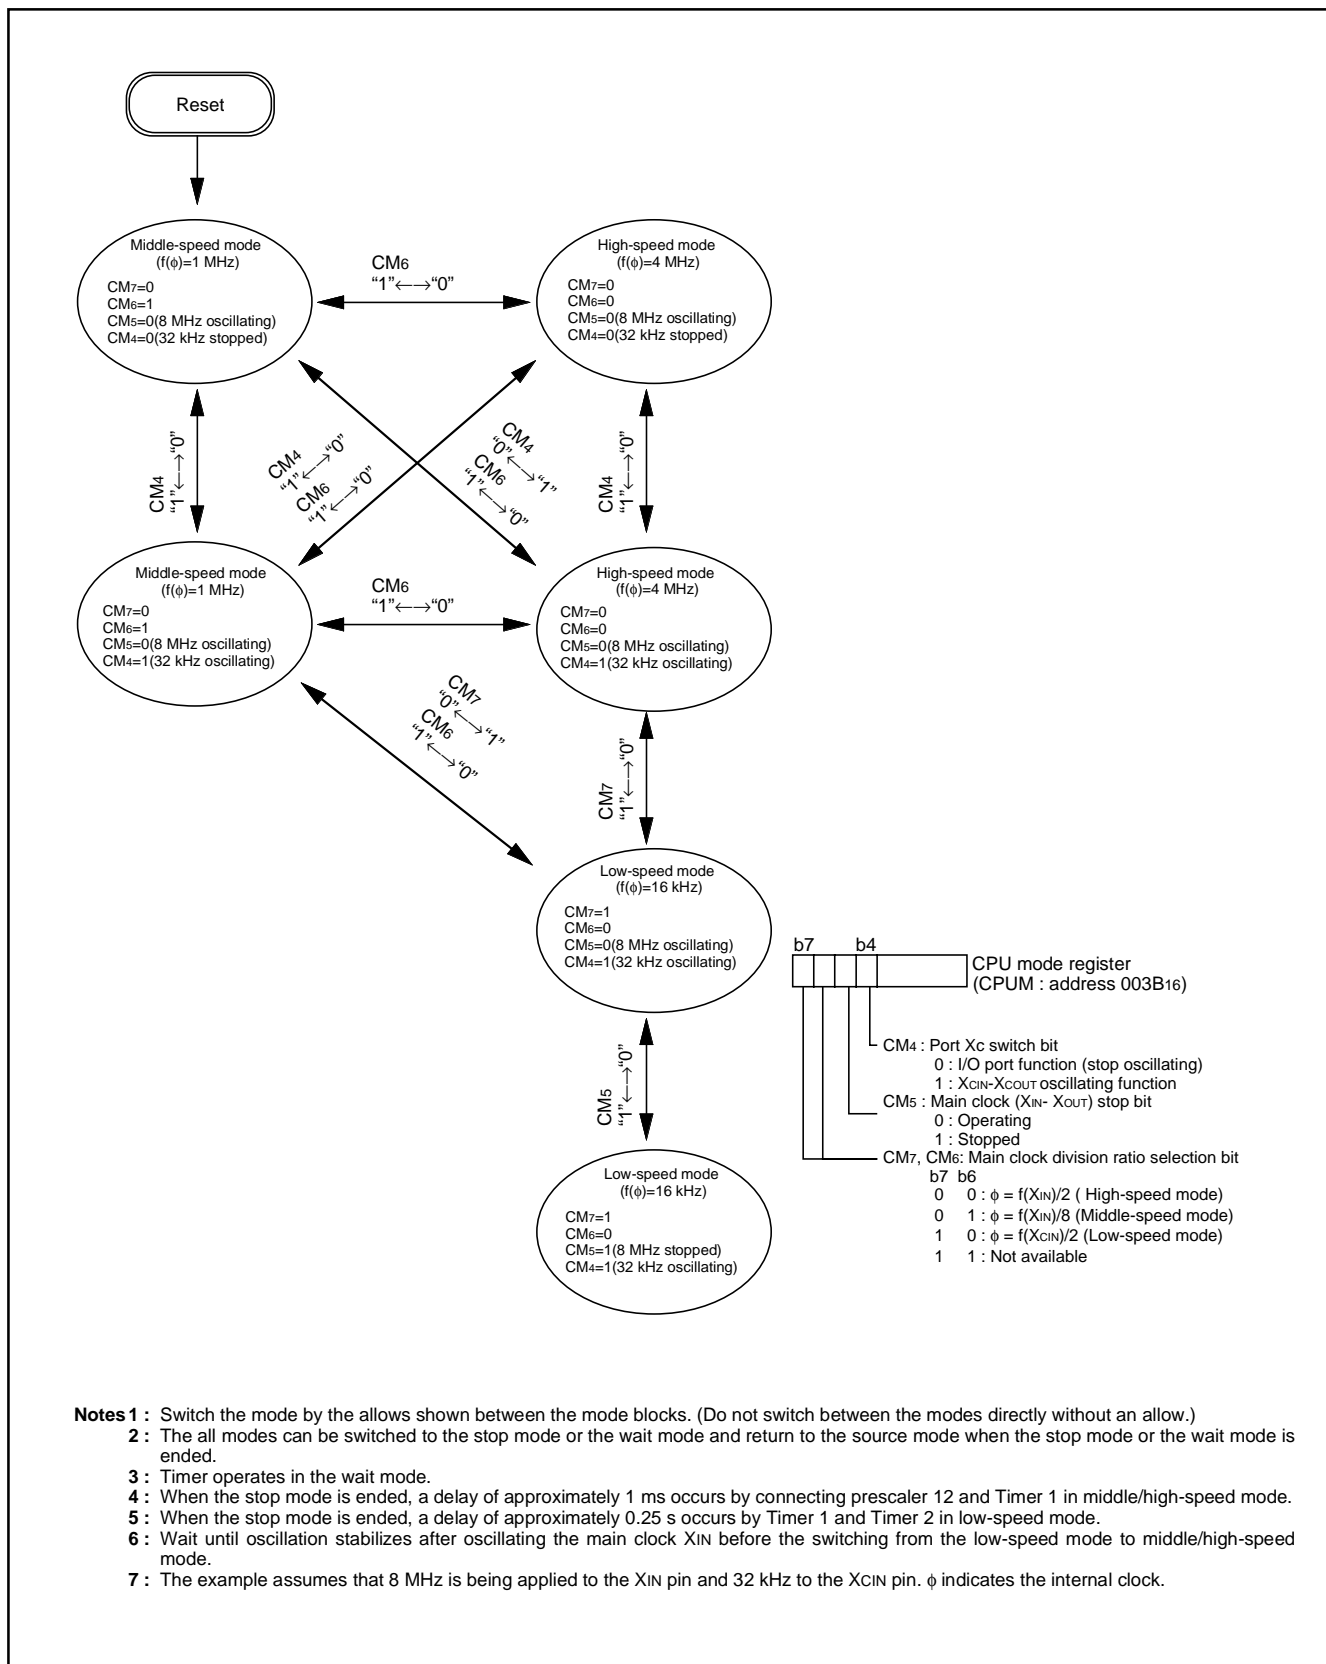 Reset
Middle-speed mode
(f(ϕ)=1 MHz)
CM7=0
CM6=1
CM5=0(8 MHz oscillating)
CM4=0(32 kHz stopped)
CM6
“1”←→“0”
High-speed mode
(f(ϕ)=4 MHz)
CM7=0
CM6=0
CM5=0(8 MHz oscillating)
CM4=0(32 kHz stopped)
CM4
“1”←→“0”
CM4
“1”←→“0”
CM6
“1”←→“0”
CM4
“0”←→“1”
CM6
“1”←→“0”
CM4
“1”←→“0”
Middle-speed mode
(f(ϕ)=1 MHz)
CM7=0
CM6=1
CM5=0(8 MHz oscillating)
CM4=1(32 kHz oscillating)
CM6
“1”←→“0”
High-speed mode
(f(ϕ)=4 MHz)
CM7=0
CM6=0
CM5=0(8 MHz oscillating)
CM4=1(32 kHz oscillating)
CM7
“0”←→“1”
CM6
“1”←→“0”
CM7
“1”←→“0”
Low-speed mode
(f(ϕ)=16 kHz)
CM7=1
CM6=0
CM5=0(8 MHz oscillating)
CM4=1(32 kHz oscillating)
CM5
“1”←→“0”
Low-speed mode
(f(ϕ)=16 kHz)
CM7=1
CM6=0
CM5=1(8 MHz stopped)
CM4=1(32 kHz oscillating)
b7 b4
CPU mode register
(CPUM : address 003B16)
CM4 : Port Xc switch bit
0 : I/O port function (stop oscillating)
1 : XCIN-XCOUT oscillating function
CM5 : Main clock (XIN- XOUT) stop bit
0 : Operating
1 : Stopped
CM7, CM6: Main clock division ratio selection bit
b7 b6
0 0 : ϕ = f(XIN)/2 ( High-speed mode)
0 1 : ϕ = f(XIN)/8 (Middle-speed mode)
1 0 : ϕ = f(XCIN)/2 (Low-speed mode)
1 1 : Not available
Notes 1 : Switch the mode by the allows shown between the mode blocks. (Do not switch between the modes directly without an allow.)
2 : The all modes can be switched to the stop mode or the wait mode and return to the source mode when the stop mode or the wait mode is
ended.
3 : Timer operates in the wait mode.
4 : When the stop mode is ended, a delay of approximately 1 ms occurs by connecting prescaler 12 and Timer 1 in middle/high-speed mode.
5 : When the stop mode is ended, a delay of approximately 0.25 s occurs by Timer 1 and Timer 2 in low-speed mode.
6 : Wait until oscillation stabilizes after oscillating the main clock XIN before the switching from the low-speed mode to middle/high-speed
mode.
7 : The example assumes that 8 MHz is being applied to the XIN pin and 32 kHz to the XCIN pin. ϕ indicates the internal clock.